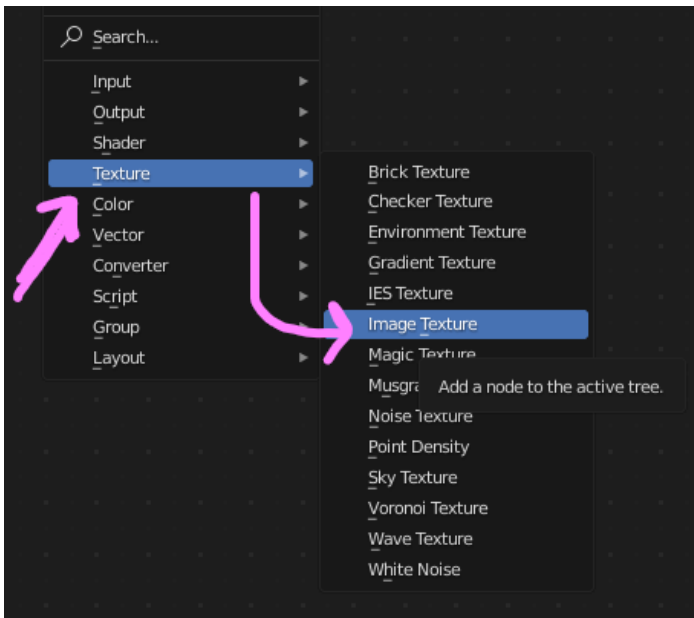 Search...
Input
Output
Shader
Texture
Color
Vector
Converter
Script
Group
Layout
Brick Texture
Checker Texture
Environment Texture
Gradient Texture
IES Texture
Image Texture
Magic Texture
Musgra
Add a node to the active tree.
Noise Texture
Point Density
Sky Texture
Voronoi Texture
Wave Texture
White Noise